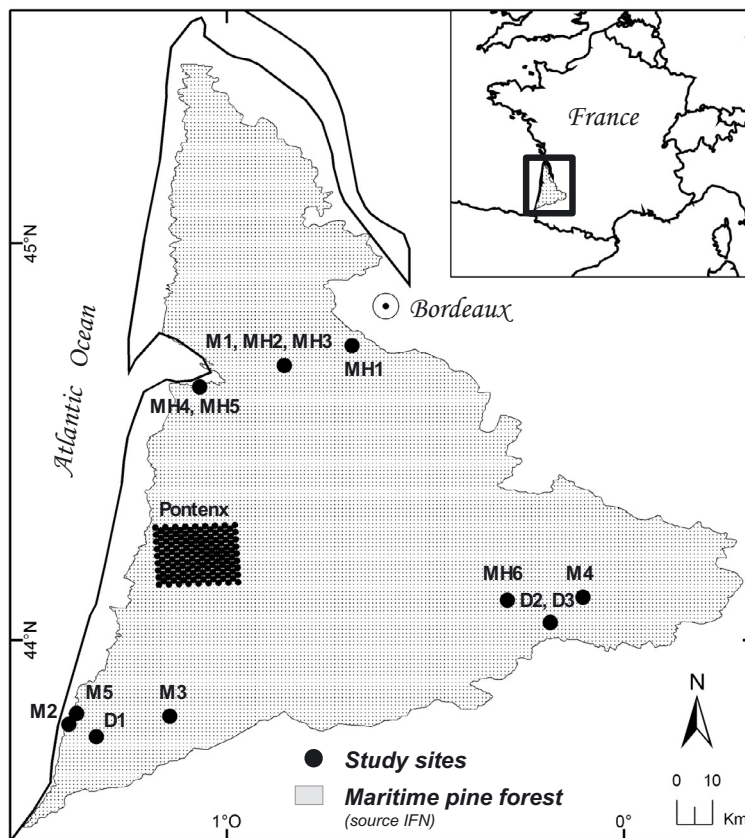 France
45°N
Bordeaux
M1, MH2, MH3
MH1
MH4, MH5
Atlantic Ocean
Pontenx
MH6
M4
D2, D3
44°N
M5
M3
M2
D1
N
Study sites
0 10
Maritime pine forest
Km
(source IFN)
1°O
0°